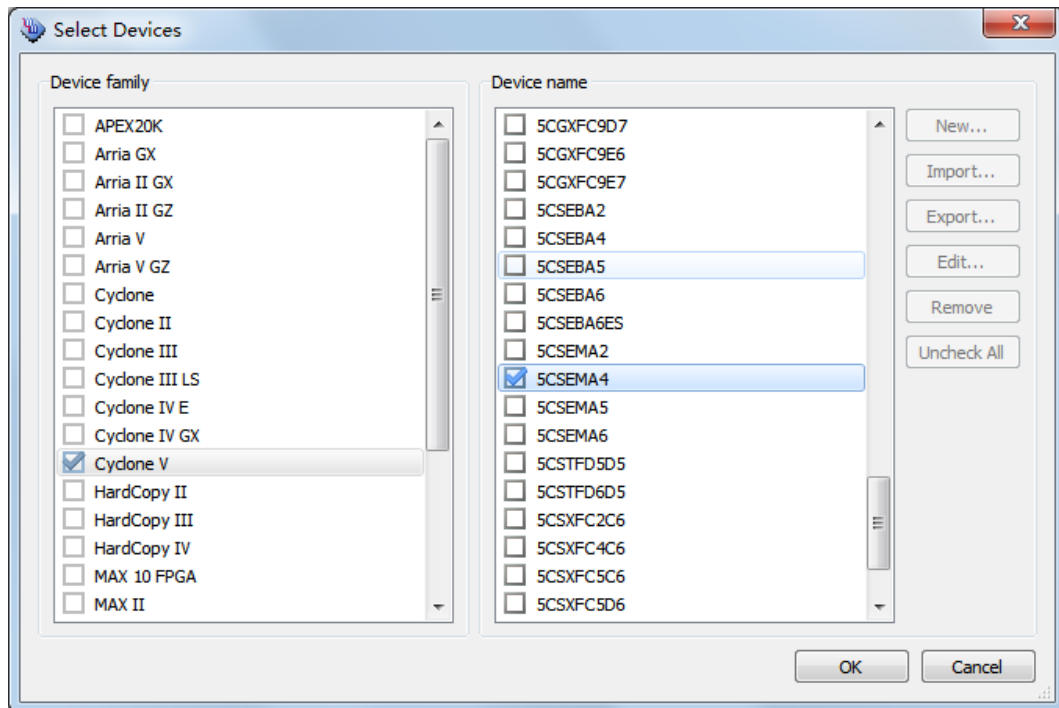 Select Devices
Device family
APEX20K
Arria GX
Arria II GX
Arria II GZ
Arria V
Arria V GZ
Cyclone
Cyclone II
Cyclone III
Cyclone III LS
Cyclone IV E
Cyclone IV GX
Cyclone V
HardCopy II
HardCopy III
HardCopy IV
MAX 10 FPGA
MAX II
Device name
5CGXFC9D7
5CGXFC9E6
5CGXFC9E7
5CSEBA2
5CSEBA4
5CSEBA5
5CSEBA6
5CSEBA6ES
5CSEMA2
5CSEMA4
5CSEMA5
5CSEMA6
5CSTFD5D5
5CSTFD6D5
5CSXFC2C6
5CSXFC4C6
5CSXFC5C6
5CSXFC5D6
New...
Import...
Export...
Edit...
Remove
Uncheck All
OK
Cancel